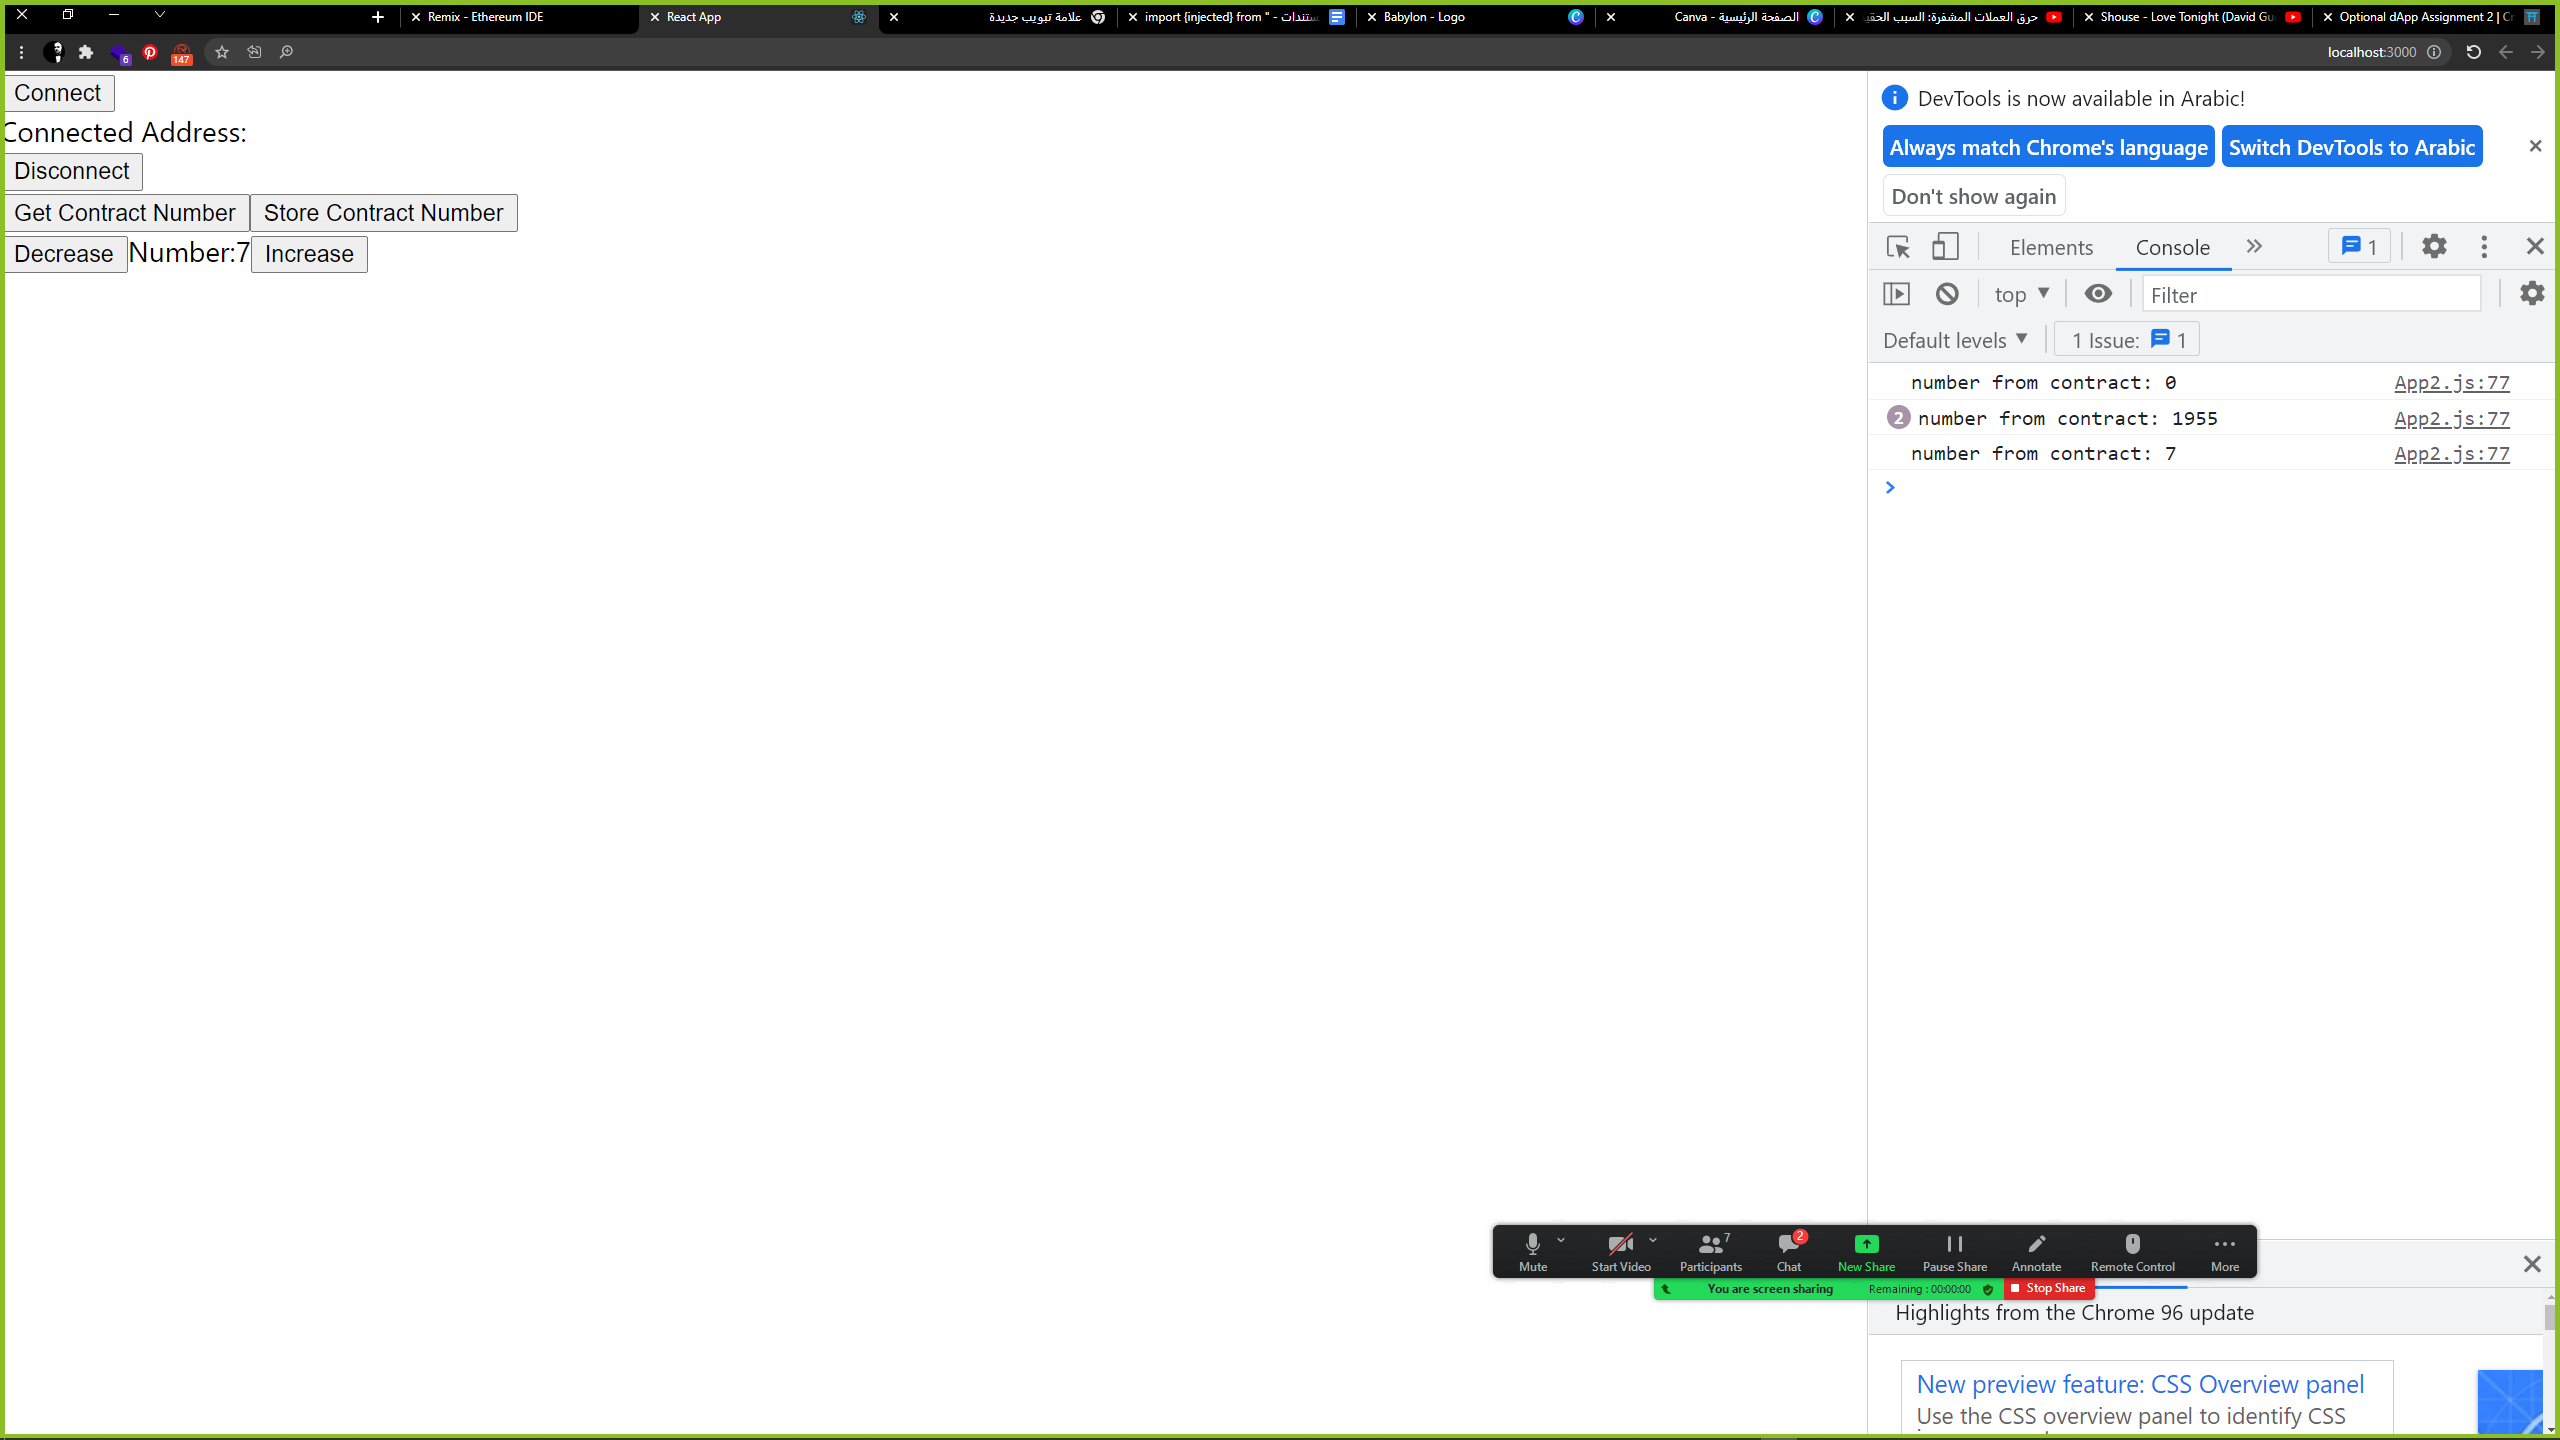 Remix - Ethereum IDE
React App
علامة تبويب جديدة
import {injected} from " - مستندات
Babylon - Logo
Canva - الصفحة الرئيسية
حرق العملات المشفرة: السبب الحقي
Shouse - Love Tonight (David Gu
Optional dApp Assignment 2 | Cr
6
147
localhost:3000
Connect
Connected Address:
Disconnect
Get Contract Number Store Contract Number
Decrease Number:7 Increase
DevTools is now available in Arabic!
Always match Chrome's language Switch DevTools to Arabic
Don't show again
Elements Console 1
top Filter
Default levels 1 Issue: 1
number from contract: 0 App2.js:77
2 number from contract: 1955 App2.js:77
number from contract: 7 App2.js:77
7
2
Mute Start Video Participants Chat New Share Pause Share Annotate Remote Control More
You are screen sharing Remaining : 00:00:00 Stop Share
Highlights from the Chrome 96 update
New preview feature: CSS Overview panel
Use the CSS overview panel to identify CSS